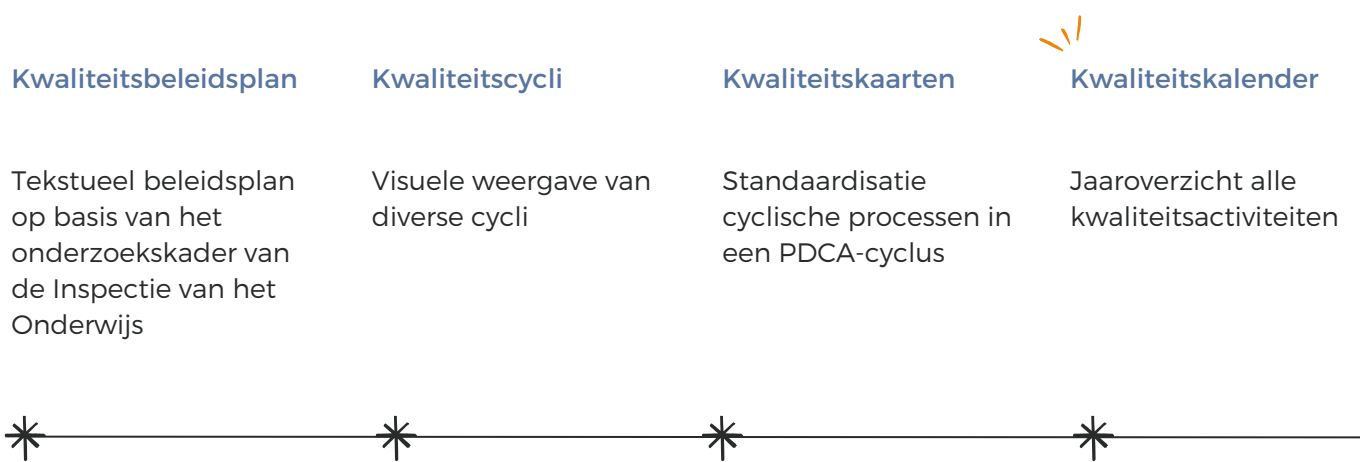 Kwaliteitsbeleidsplan
Tekstueel beleidsplan
op basis van het
onderzoekskader van
de Inspectie van het
Onderwijs
Kwaliteitscycli
Visuele weergave van
diverse cycli
Kwaliteitskaarten
Standaardisatie
cyclische processen in
een PDCA-cyclus
Kwaliteitskalender
Jaaroverzicht alle
kwaliteitsactiviteiten